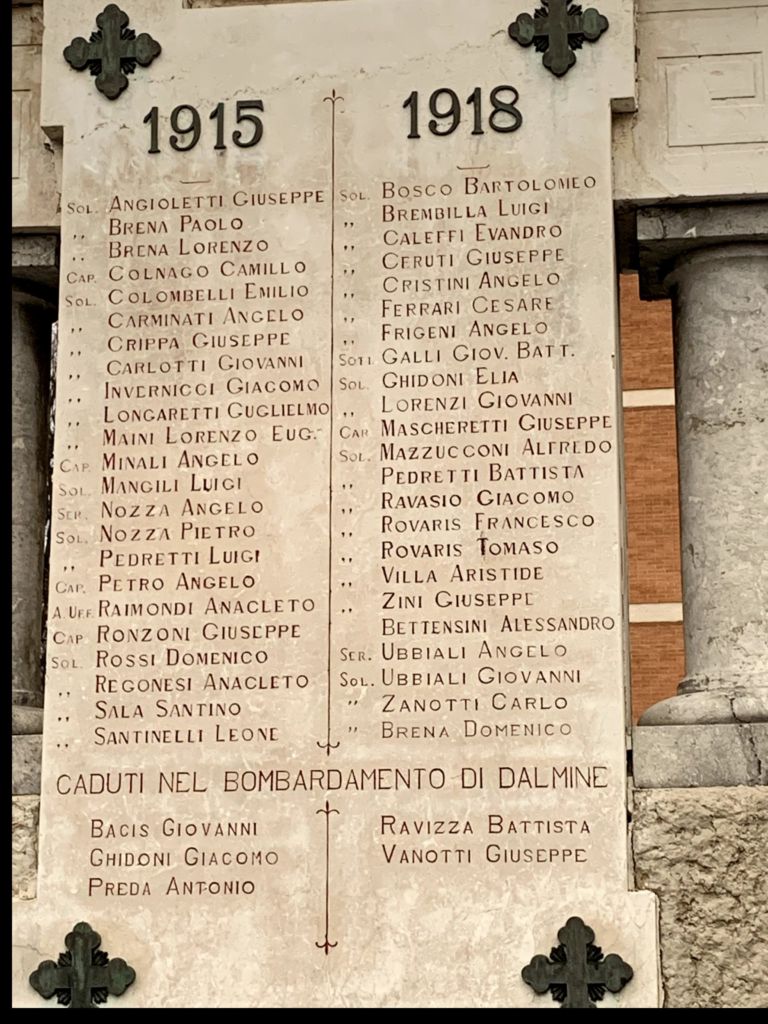 1915
1918
SOL. ANGIOLETTI GIUSEPPE
,, BRENA PAOLO
,, BRENA LORENZO
CAP. COLNAGO CAMILLO
SOL. COLOMBELLI EMILIO
,, CARMINATI ANGELO
,, CRIPPA GIUSEPPE
,, CARLOTTI GIOVANNI
,, INVERNICCI GIACOMO
,, LONGARETTI GUGLIELMO
,, MAINI LORENZO EUG.
CAP. MINALI ANGELO
SOL. MANGILI LUIGI
SER. NOZZA ANGELO
SOL. NOZZA PIETRO
,, PEDRETTI LUIGI
CAP. PETRO ANGELO
A. UFF. RAIMONDI ANACLETO
CAP RONZONI GIUSEPPE
SOL. ROSSI DOMENICO
,, REGONESI ANACLETO
,, SALA SANTINO
,, SANTINELLI LEONE
SOL. BOSCO BARTOLOMEO
,, BREMBILLA LUIGI
,, CALEFFI EVANDRO
,, CERUTI GIUSEPPE
,, CRISTINI ANGELO
,, FERRARI CESARE
,, FRIGENI ANGELO
SOTT. GALLI GIOV. BATT.
SOL. GHIDONI ELIA
,, LORENZI GIOVANNI
CAP MASCHERETTI GIUSEPPE
SOL. MAZZUCCONI ALFREDO
,, PEDRETTI BATTISTA
,, RAVASIO GIACOMO
,, ROVARIS FRANCESCO
,, ROVARIS TOMASO
,, VILLA ARISTIDE
,, ZINI GIUSEPPE
BETTENSINI ALESSANDRO
SER. UBBIALI ANGELO
SOL. UBBIALI GIOVANNI
" ZANOTTI CARLO
" BRENA DOMENICO
CADUTI NEL BOMBARDAMENTO DI DALMINE
BACIS GIOVANNI
GHIDONI GIACOMO
PREDA ANTONIO
RAVIZZA BATTISTA
VANOTTI GIUSEPPE